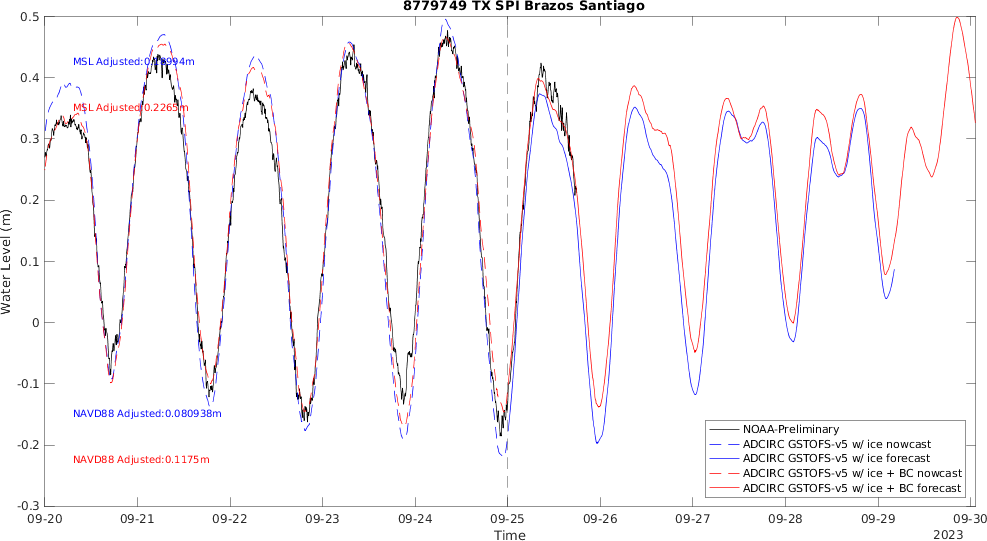 8779749 TX SPI Brazos Santiago
Water Level (m)
0.5
0.4
0.3
0.2
0.1
0
-0.1
-0.2
-0.3
MSL Adjusted:
MSL Adjusted:0.2265m
NAVD88 Adjusted:0.080938m
NAVD88 Adjusted:0.1175m
NOAA-Preliminary
ADCIRC GSTOFS-v5 w/ ice nowcast
ADCIRC GSTOFS-v5 w/ ice forecast
ADCIRC GSTOFS-v5 w/ ice + BC nowcast
ADCIRC GSTOFS-v5 w/ ice + BC forecast
09-20 09-21 09-22 09-23 09-24 09-25 09-26 09-27 09-28 09-29 09-30
Time
2023